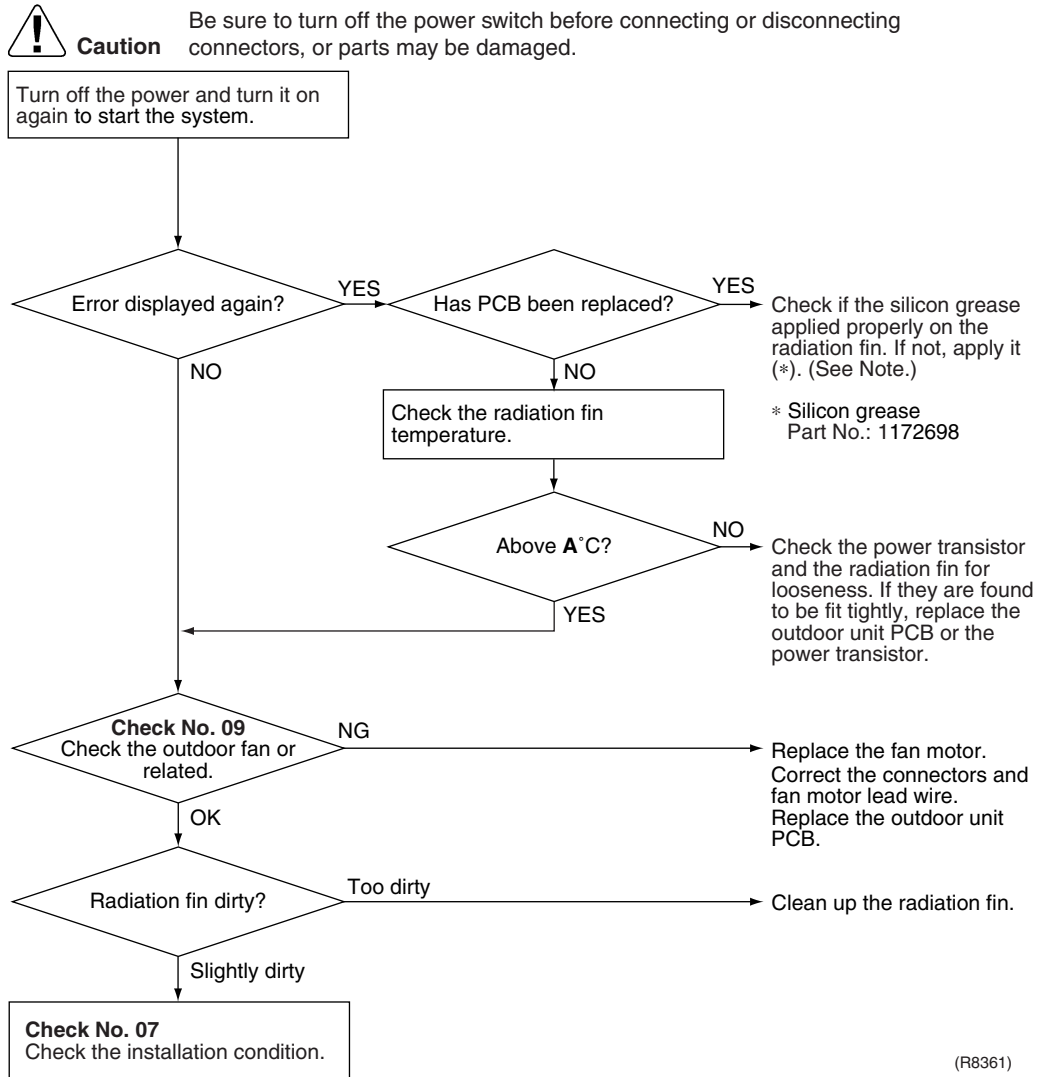 Be sure to turn off the power switch before connecting or disconnecting
Caution connectors, or parts may be damaged.
Turn off the power and turn it on
again to start the system.
Error displayed again?
YES
Has PCB been replaced?
YES
Check if the silicon grease
applied properly on the
radiation fin. If not, apply it
(*). (See Note.)
* Silicon grease
Part No.: 1172698
NO
NO
Check the radiation fin
temperature.
Above A°C?
NO
Check the power transistor
and the radiation fin for
looseness. If they are found
to be fit tightly, replace the
outdoor unit PCB or the
power transistor.
YES
Check No. 09
Check the outdoor fan or
related.
NG
Replace the fan motor.
Correct the connectors and
fan motor lead wire.
Replace the outdoor unit
PCB.
OK
Radiation fin dirty?
Too dirty
Clean up the radiation fin.
Slightly dirty
Check No. 07
Check the installation condition.
(R8361)